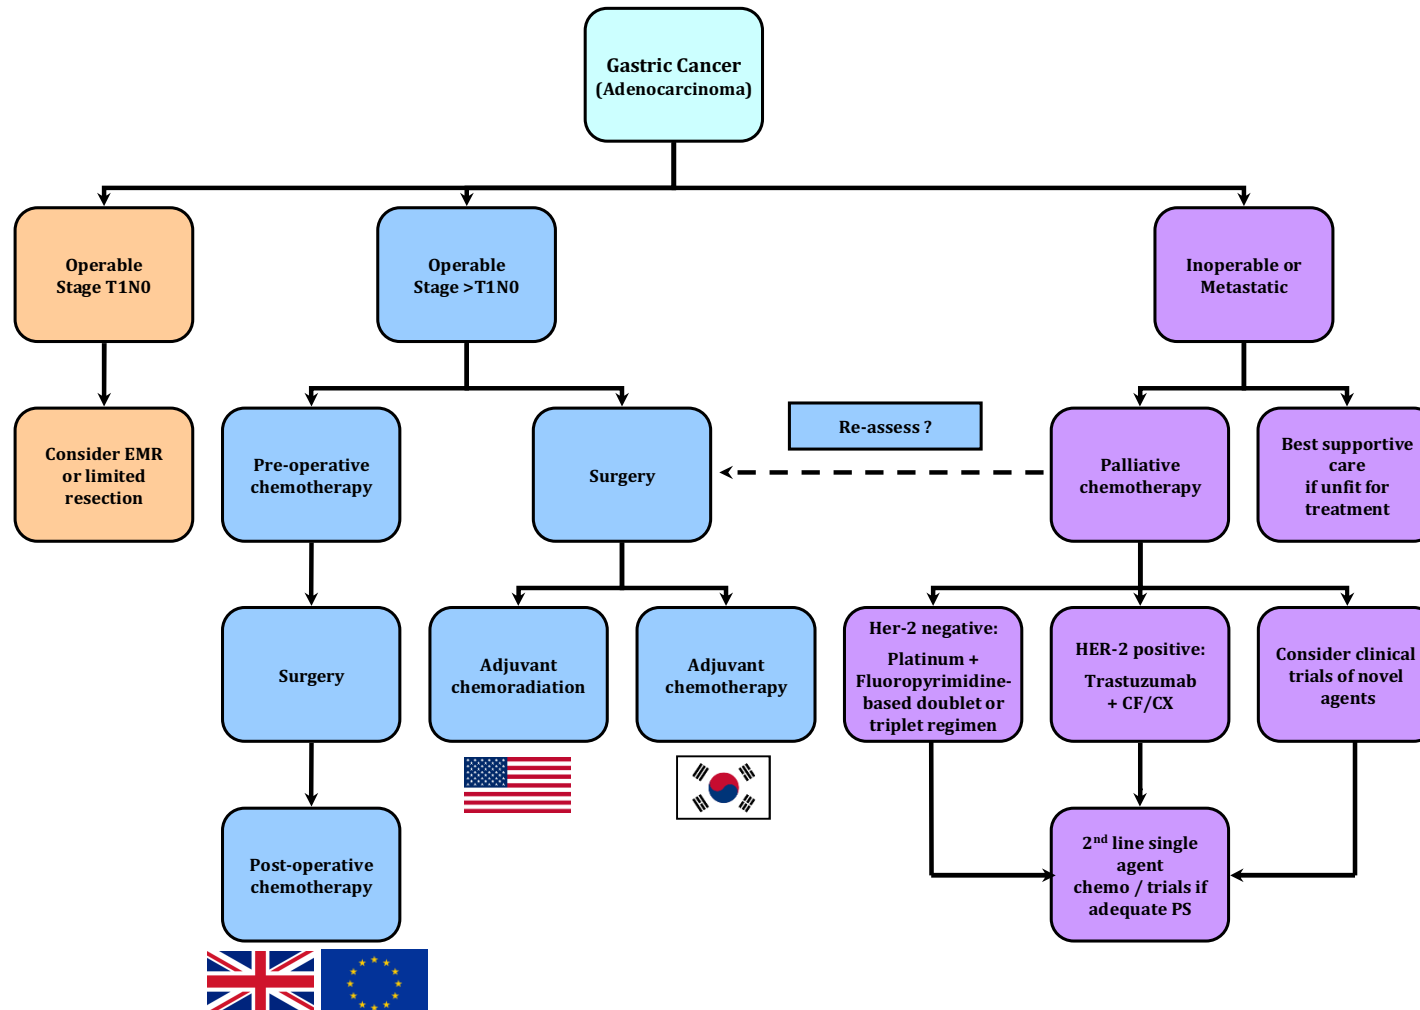 Gastric Cancer
(Adenocarcinoma)
Operable
Stage T1N0
Operable
Stage >T1N0
Inoperable or
Metastatic
Consider EMR
or limited
resection
Pre-operative
chemotherapy
Surgery
Re-assess ?
Palliative
chemotherapy
Best supportive
care
if unfit for
treatment
Surgery
Adjuvant
chemoradiation
Adjuvant
chemotherapy
Her-2 negative:
Platinum +
Fluoropyrimidine-
based doublet or
triplet regimen
HER-2 positive:
Trastuzumab
+ CF/CX
Consider clinical
trials of novel
agents
Post-operative
chemotherapy
2nd line single
agent
chemo / trials if
adequate PS